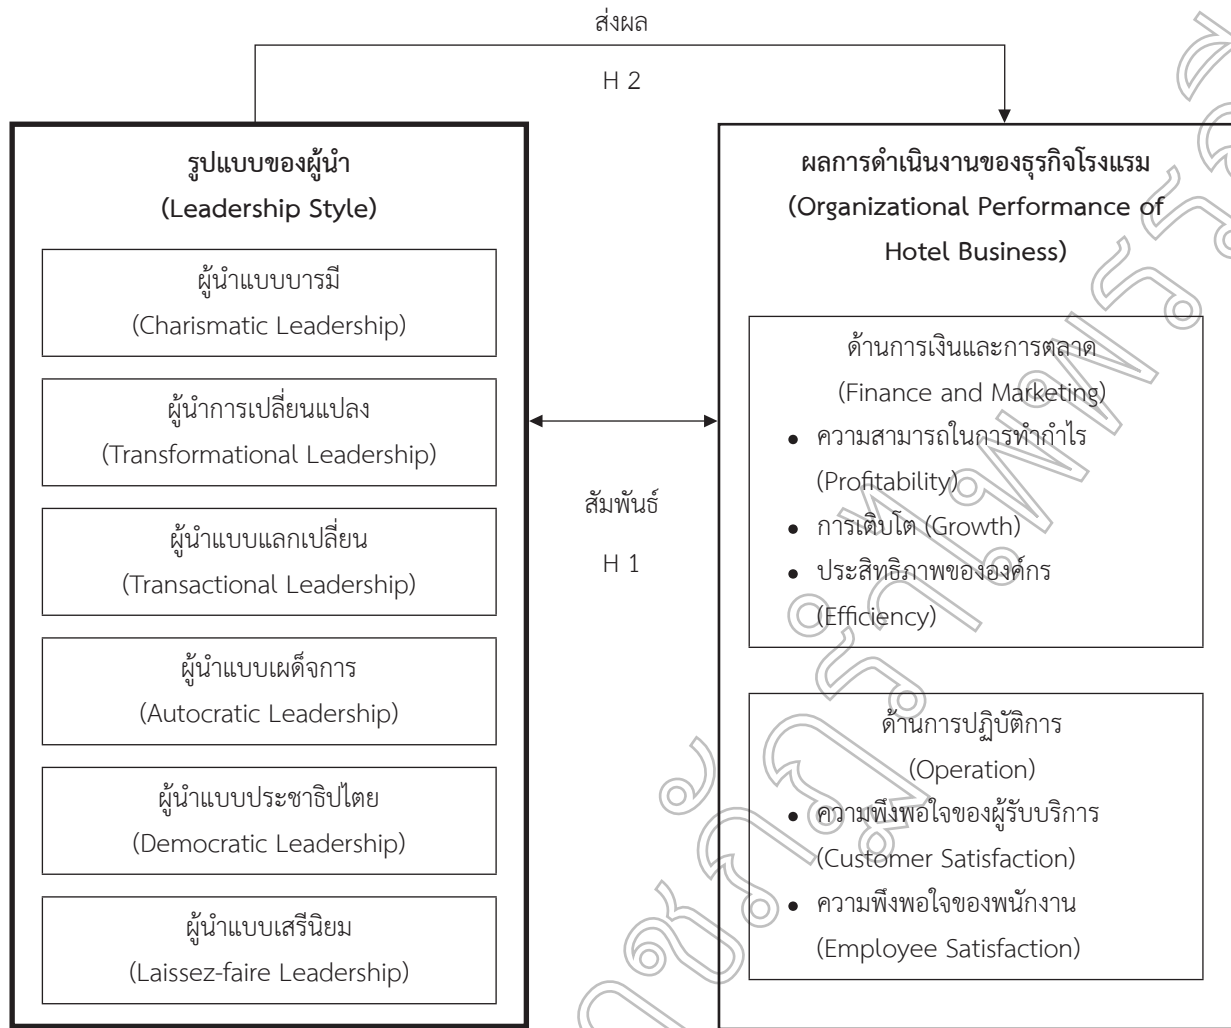 ส่งผล
H 2
รูปแบบของผู้นำ
(Leadership Style)
ผู้นำแบบบารมี
(Charismatic Leadership)
ผู้นำการเปลี่ยนแปลง
(Transformational Leadership)
ผู้นำแบบแลกเปลี่ยน
(Transactional Leadership)
ผู้นำแบบเผด็จการ
(Autocratic Leadership)
ผู้นำแบบประชาธิปไตย
(Democratic Leadership)
ผู้นำแบบเสรีนิยม
(Laissez-faire Leadership)
สัมพันธ์
H 1
ผลการดำเนินงานของธุรกิจโรงแรม
(Organizational Performance of
Hotel Business)
ด้านการเงินและการตลาด
(Finance and Marketing)
• ความสามารถในการทำกำไร
(Profitability)
• การเติบโต (Growth)
• ประสิทธิภาพขององค์กร
(Efficiency)
ด้านการปฏิบัติการ
(Operation)
• ความพึงพอใจของผู้รับบริการ
(Customer Satisfaction)
• ความพึงพอใจของพนักงาน
(Employee Satisfaction)